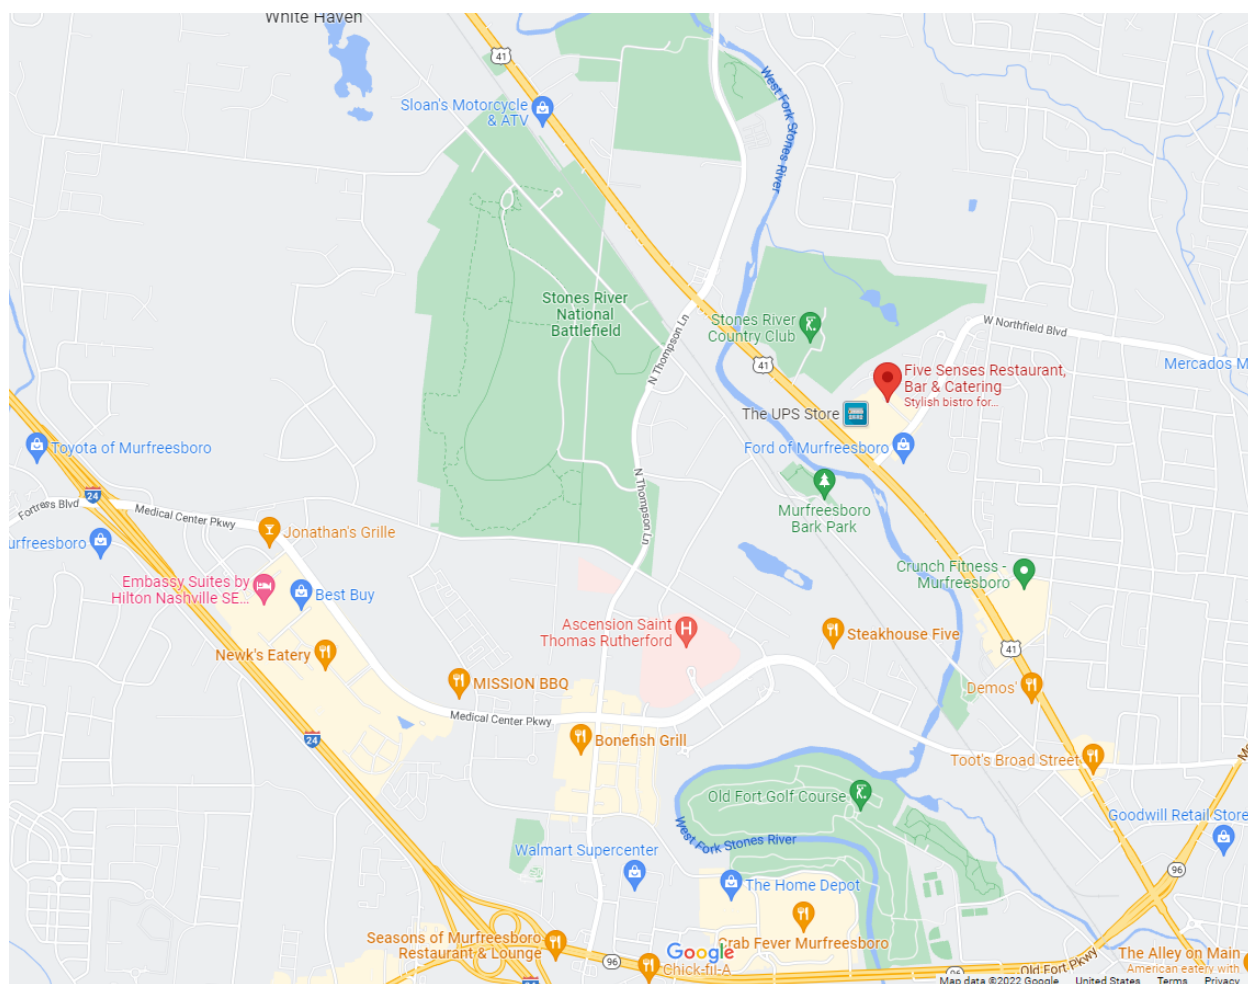 White Haven
41
Sloan's Motorcycle
& ATV
West Fork Stones River
Stones River
National
Battlefield
N Thompson Ln
Stones River
Country Club
W Northfield Blvd
41
Mercados M
Five Senses Restaurant,
Bar & Catering
Stylish bistro for...
The UPS Store
Ford of Murfreesboro
Toyota of Murfreesboro
N Thompson Ln
24
Fortress Blvd
Medical Center Pkwy
Murfreesboro
Bark Park
Jonathan's Grille
urfreesboro
Crunch Fitness -
Murfreesboro
Embassy Suites by
Hilton Nashville SE...
Best Buy
Ascension Saint
Thomas Rutherford
Steakhouse Five
41
Newk's Eatery
MISSION BBQ
Demos'
Medical Center Pkwy
24
Bonefish Grill
Toot's Broad Street
Old Fort Golf Course
Goodwill Retail Store
West Fork Stones River
Walmart Supercenter
The Home Depot
96
Seasons of Murfreesboro
Restaurant & Lounge
Crab Fever Murfreesboro
Google
96
Chick-fil-A
96
Old Fort Pkwy
The Alley on Main
American eatery with
24
Map data ©2022 Google United States Terms Privacy